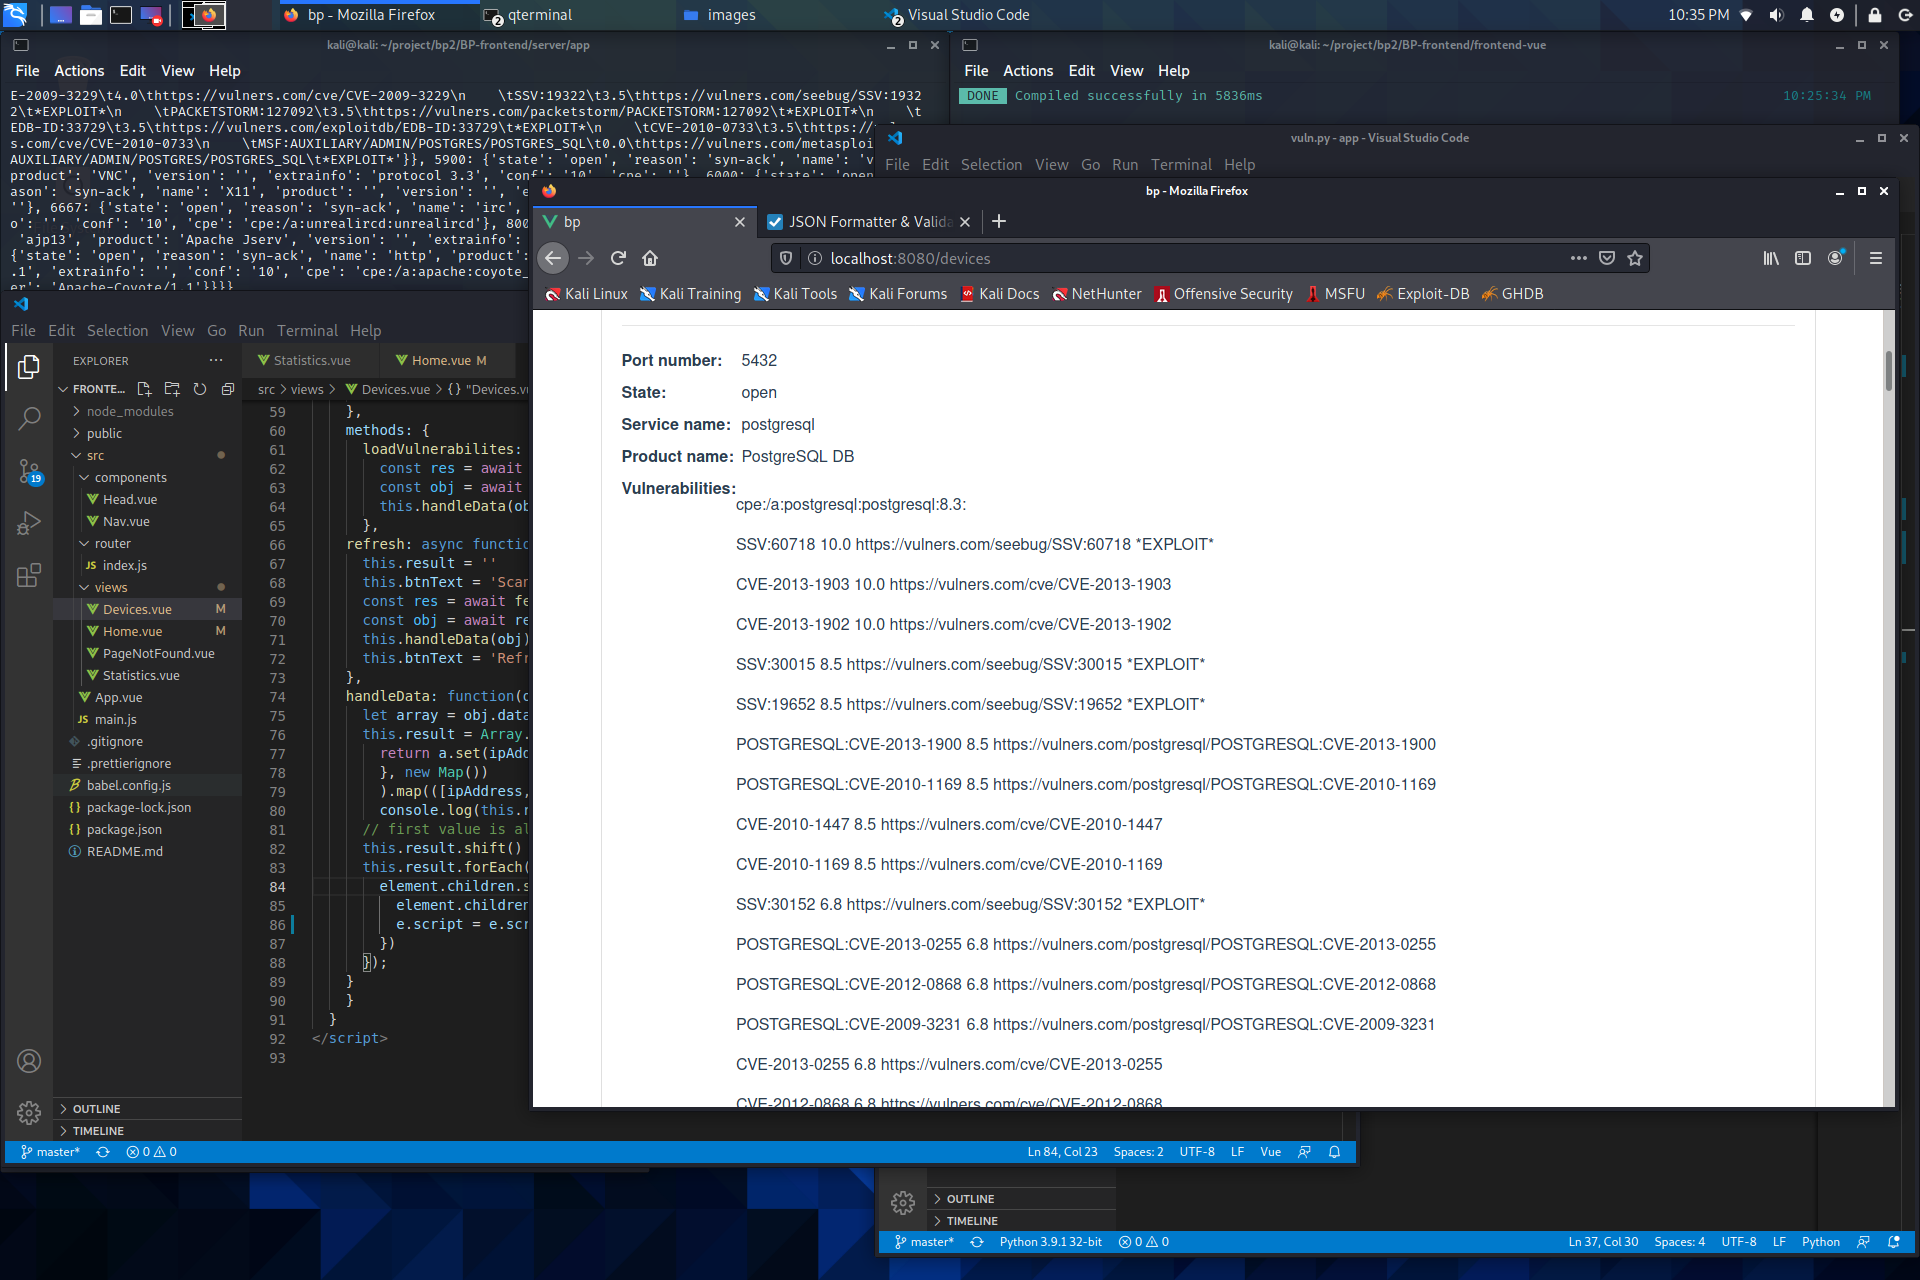 bp - Mozilla Firefox
2 qterminal
images
2 Visual Studio Code
10:35 PM
kali@kali: ~/project/bp2/BP-frontend/server/app
File Actions Edit View Help
E-2009-3229\t4.0\thttps://vulners.com/cve/CVE-2009-3229\n    \tSSV:19322\t3.5\thttps://vulners.com/seebug/SSV:1932
2\t*EXPLOIT*\n    \tPACKETSTORM:127092\t3.5\thttps://vulners.com/packetstorm/PACKETSTORM:127092\t*EXPLOIT*\n    \t
EDB-ID:33729\t3.5\thttps://vulners.com/exploitdb/EDB-ID:33729\t*EXPLOIT*\n    \tCVE-2010-0733\t3.5\thttps://
s.com/cve/CVE-2010-0733\n    \tMSF:AUXILIARY/ADMIN/POSTGRES/POSTGRES_SQL\t0.0\thttps://vulners.com/metasploi
AUXILIARY/ADMIN/POSTGRES/POSTGRES_SQL\t*EXPLOIT*'}}, 5900: {'state': 'open', 'reason': 'syn-ack', 'name': 'v
product': 'VNC', 'version': '', 'extrainfo': 'protocol 3.3', 'conf': '10', 'cpe': ''}, 6000: {'state': 'open
ason': 'syn-ack', 'name': 'X11', 'product': '', 'version': '', 'e
''}, 6667: {'state': 'open', 'reason': 'syn-ack', 'name': 'irc',
o': '', 'conf': '10', 'cpe': 'cpe:/a:unrealircd:unrealircd'}, 800
'ajp13', 'product': 'Apache Jserv', 'version': '', 'extrainfo':
{'state': 'open', 'reason': 'syn-ack', 'name': 'http', 'product':
.1', 'extrainfo': '', 'conf': '10', 'cpe': 'cpe:/a:apache:coyote_
er': 'Apache-Coyote/1.1'}}}}
kali@kali: ~/project/bp2/BP-frontend/frontend-vue
File Actions Edit View Help
DONE Compiled successfully in 5836ms 10:25:34 PM
vuln.py - app - Visual Studio Code
File Edit Selection View Go Run Terminal Help
bp - Mozilla Firefox
bp
JSON Formatter & Valida
localhost:8080/devices
Kali Linux Kali Training Kali Tools Kali Forums Kali Docs NetHunter Offensive Security MSFU Exploit-DB GHDB
Port number: 5432
State: open
Service name: postgresql
Product name: PostgreSQL DB
Vulnerabilities:
cpe:/a:postgresql:postgresql:8.3:
SSV:60718 10.0 https://vulners.com/seebug/SSV:60718 *EXPLOIT*
CVE-2013-1903 10.0 https://vulners.com/cve/CVE-2013-1903
CVE-2013-1902 10.0 https://vulners.com/cve/CVE-2013-1902
SSV:30015 8.5 https://vulners.com/seebug/SSV:30015 *EXPLOIT*
SSV:19652 8.5 https://vulners.com/seebug/SSV:19652 *EXPLOIT*
POSTGRESQL:CVE-2013-1900 8.5 https://vulners.com/postgresql/POSTGRESQL:CVE-2013-1900
POSTGRESQL:CVE-2010-1169 8.5 https://vulners.com/postgresql/POSTGRESQL:CVE-2010-1169
CVE-2010-1447 8.5 https://vulners.com/cve/CVE-2010-1447
CVE-2010-1169 8.5 https://vulners.com/cve/CVE-2010-1169
SSV:30152 6.8 https://vulners.com/seebug/SSV:30152 *EXPLOIT*
POSTGRESQL:CVE-2013-0255 6.8 https://vulners.com/postgresql/POSTGRESQL:CVE-2013-0255
POSTGRESQL:CVE-2012-0868 6.8 https://vulners.com/postgresql/POSTGRESQL:CVE-2012-0868
POSTGRESQL:CVE-2009-3231 6.8 https://vulners.com/postgresql/POSTGRESQL:CVE-2009-3231
CVE-2013-0255 6.8 https://vulners.com/cve/CVE-2013-0255
CVE-2012-0868 6.8 https://vulners.com/cve/CVE-2012-0868
File Edit Selection View Go Run Terminal Help
EXPLORER
FRONTE...
node_modules
public
src
components
Head.vue
Nav.vue
router
JS index.js
views
Devices.vue M
Home.vue M
PageNotFound.vue
Statistics.vue
App.vue
JS main.js
.gitignore
.prettierignore
babel.config.js
{} package-lock.json
{} package.json
README.md
19
OUTLINE
TIMELINE
Statistics.vue
Home.vue M
src > views > Devices.vue > {} "Devices.v
59 },
60 methods: {
61 loadVulnerabilites:
62 const res = await
63 const obj = await
64 this.handleData(ob
65 },
66 refresh: async functio
67 this.result = ''
68 this.btnText = 'Scan
69 const res = await fe
70 const obj = await re
71 this.handleData(obj)
72 this.btnText = 'Refr
73 },
74 handleData: function(o
75 let array = obj.data
76 this.result = Array.
77 return a.set(ipAdd
78 }, new Map())
79 ).map(([ipAddress,
80 console.log(this.r
81 // first value is al
82 this.result.shift()
83 this.result.forEach(
84 element.children.s
85 element.children
86 e.script = e.scr
87 })
88 });
89 }
90 }
91 }
92 </script>
93
master* 0 0 Ln 84, Col 23 Spaces: 2 UTF-8 LF Vue
OUTLINE
TIMELINE
master* Python 3.9.1 32-bit 0 0 Ln 37, Col 30 Spaces: 4 UTF-8 LF Python